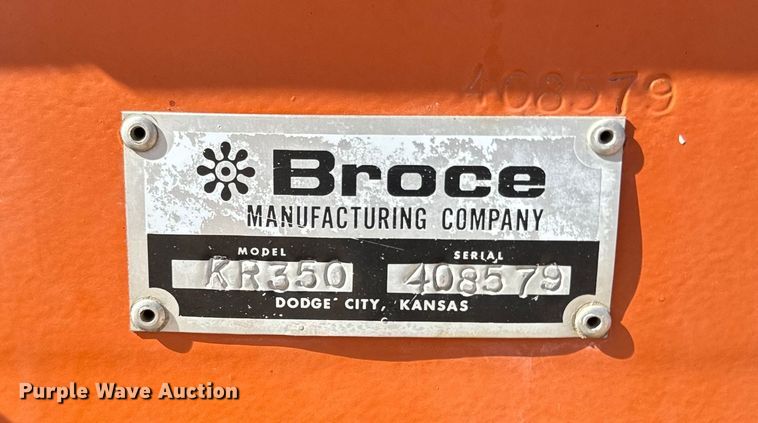 408579
Broce
MANUFACTURING COMPANY
MODEL SERIAL
KR350 408579
DODGE CITY, KANSAS
Purple Wave Auction